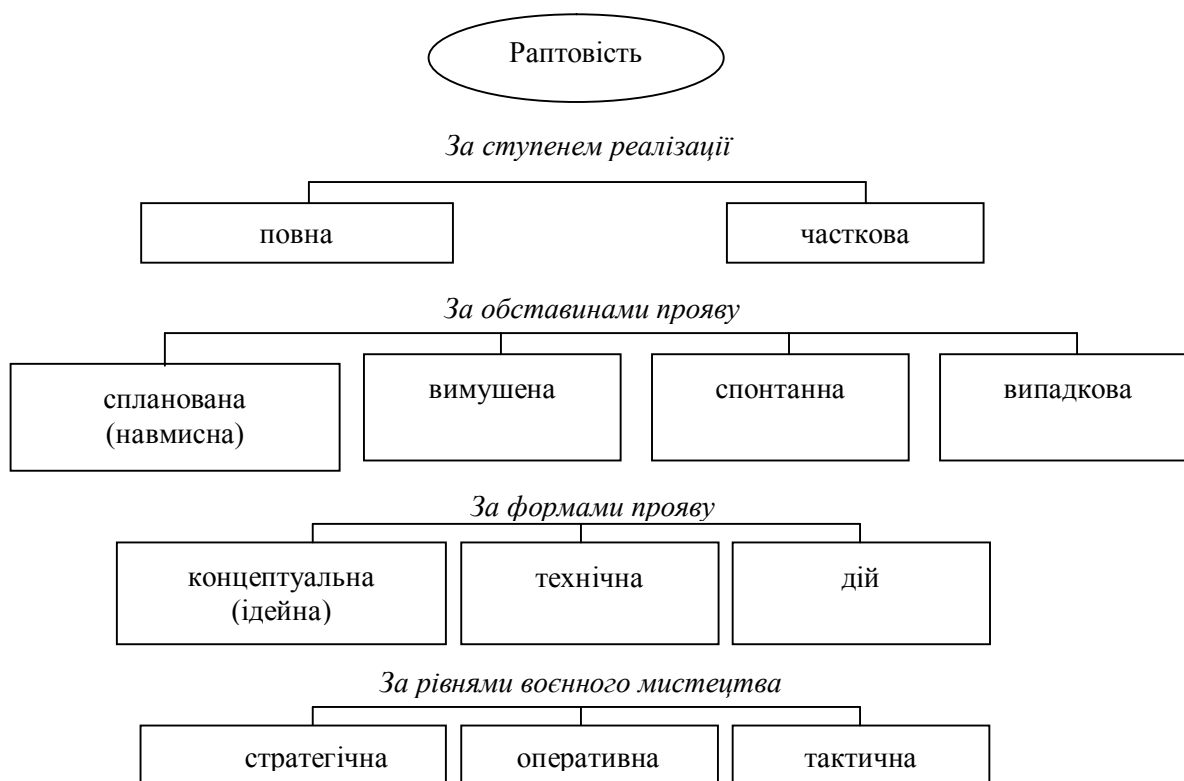 Раптовість
За ступенем реалізації
повна
часткова
За обставинами прояву
спланована
(навмисна)
вимушена
спонтанна
випадкова
За формами прояву
концептуальна
(ідейна)
технічна
дій
За рівнями воєнного мистецтва
стратегічна
оперативна
тактична